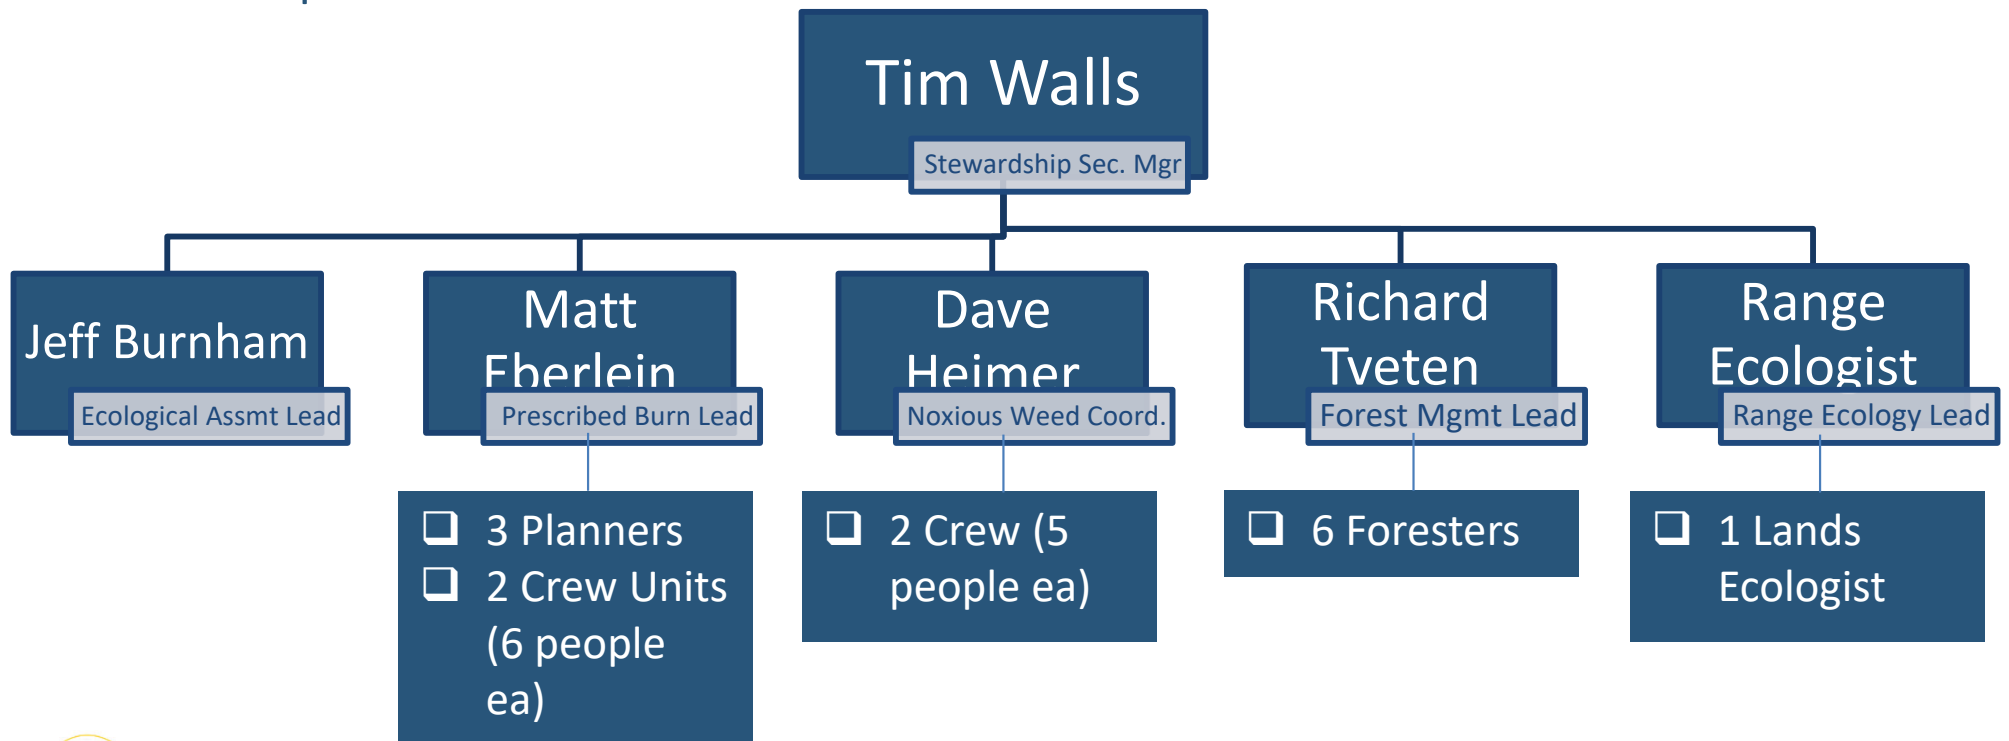 Tim Walls
Stewardship Sec. Mgr
Jeff Burnham
Ecological Assmt Lead
Matt
Eberlein
Prescribed Burn Lead
Dave
Heimer
Noxious Weed Coord.
Richard
Tveten
Forest Mgmt Lead
Range
Ecologist
Range Ecology Lead
❑ 3 Planners
❑ 2 Crew Units
(6 people
ea)
❑ 2 Crew (5
people ea)
❑ 6 Foresters
❑ 1 Lands
Ecologist